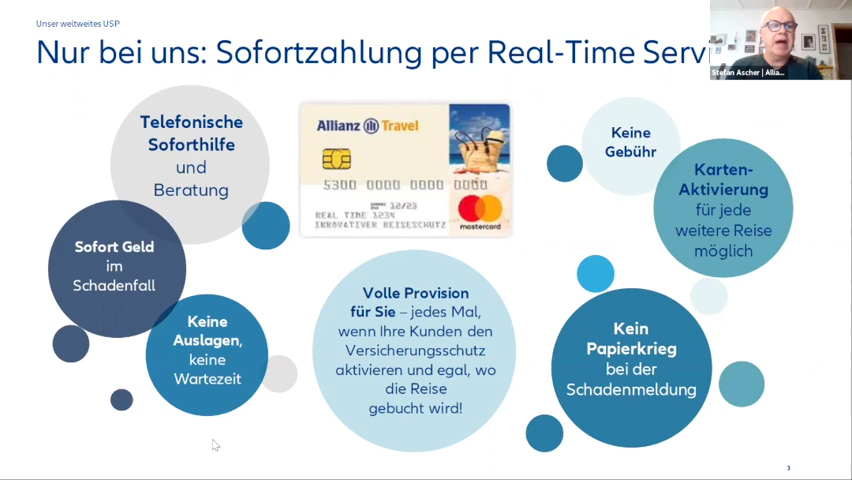 Unser weltweites USP
Nur bei uns: Sofortzahlung per Real-Time Serv
Stefan Ascher | Allia...
Telefonische
Soforthilfe
und
Beratung
Sofort Geld
im
Schadenfall
Keine
Auslagen,
keine
Wartezeit
Allianz Travel
5300 0000 0000 0000
12/23
REAL TIME 123%
INNOVATIVER REISESCHUTZ
mastercard
Volle Provision
für Sie – jedes Mal,
wenn Ihre Kunden den
Versicherungsschutz
aktivieren und egal, wo
die Reise
gebucht wird!
Keine
Gebühr
Karten-
Aktivierung
für jede
weitere Reise
möglich
Kein
Papierkrieg
bei der
Schadenmeldung
3